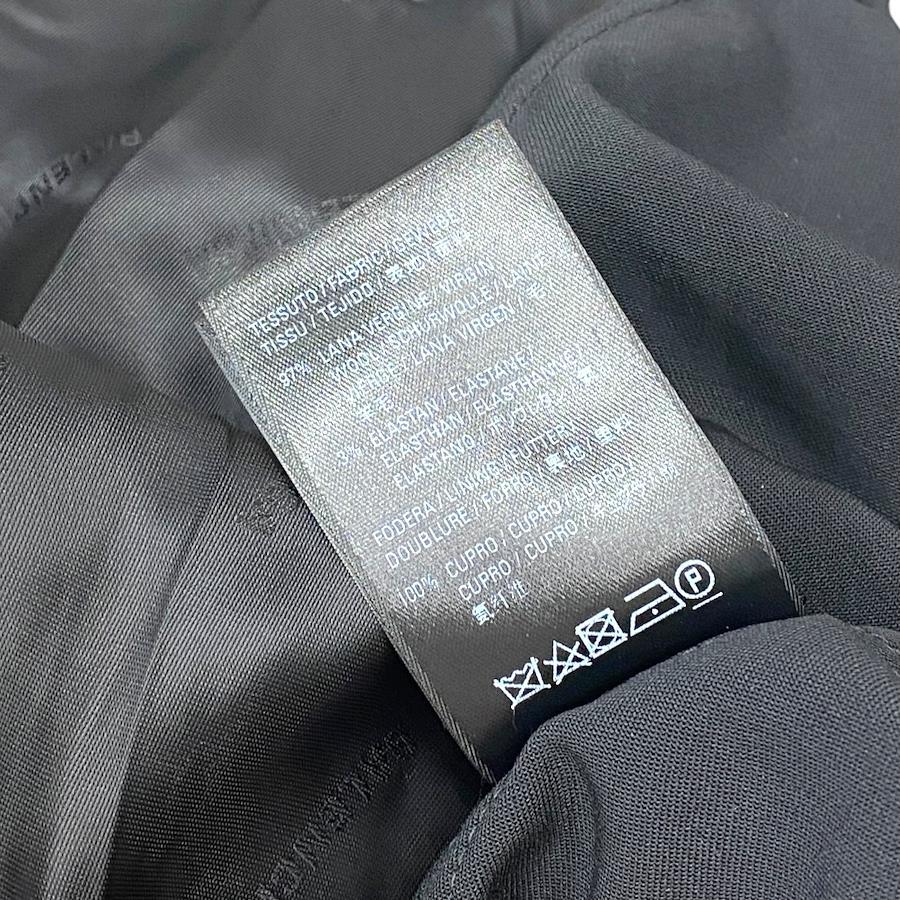 TESSUTO / FABRIC / GEWEBE
TISSU / TEJIDO /
97% LANA VERGINE / VIRGIN
WOOL / SCHURWOLLE / LAINE
VIERGE / LANA VIRGEN /
3% ELASTAN / ELASTANE /
ELASTHAN / ELASTHANNE /
ELASTANO /
FODERA / LINING / FUTTER /
DOUBLURE / FORRO /
100% CUPRO / CUPRO / CUPRO /
CUPRO / CUPRO /
P